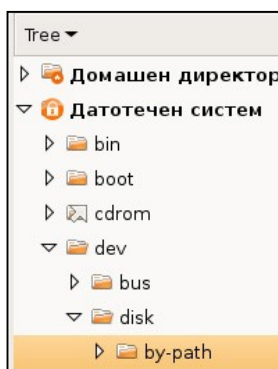 Tree
Домашен директор
Датотечен систем
bin
boot
cdrom
dev
bus
disk
by-path